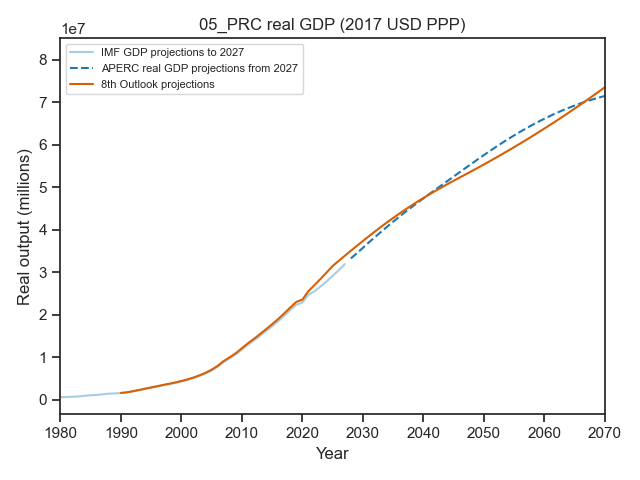 05_PRC real GDP (2017 USD PPP)
1e7
IMF GDP projections to 2027
APERC real GDP projections from 2027
8th Outlook projections
8
7
6
5
4
3
2
1
0
Real output (millions)
1980 1990 2000 2010 2020 2030 2040 2050 2060 2070
Year